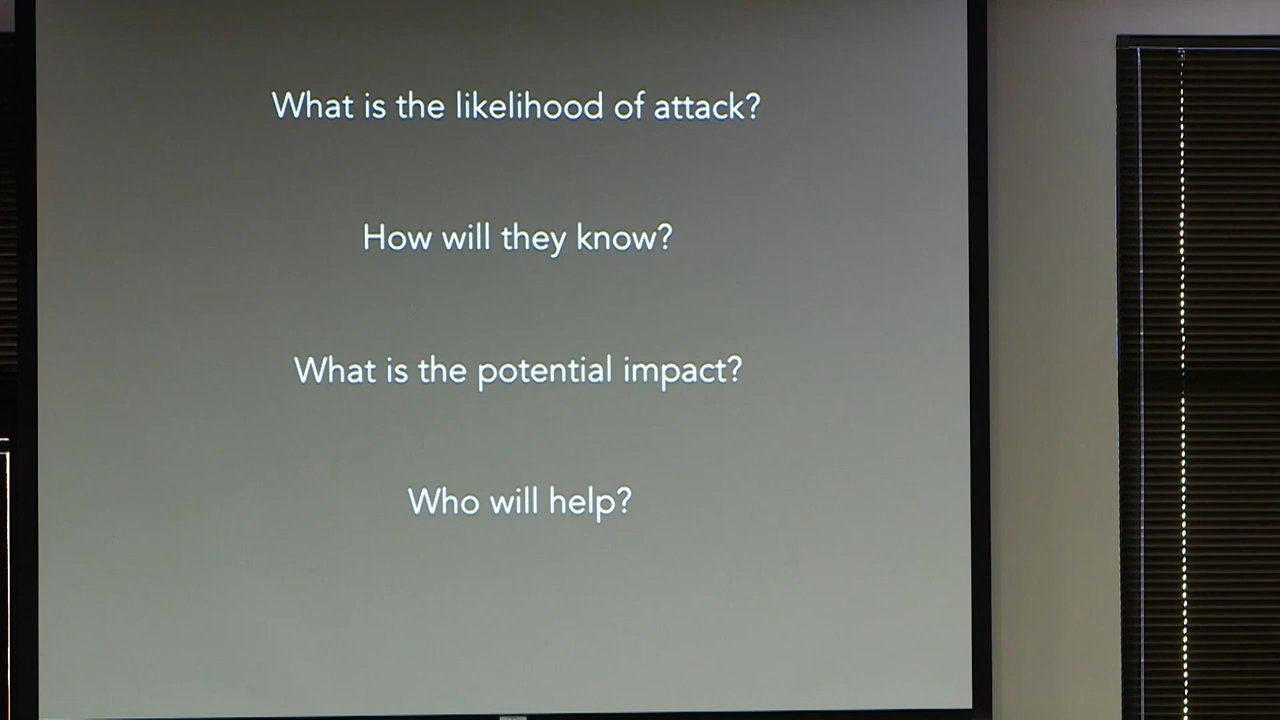 What is the likelihood of attack?
How will they know?
What is the potential impact?
Who will help?